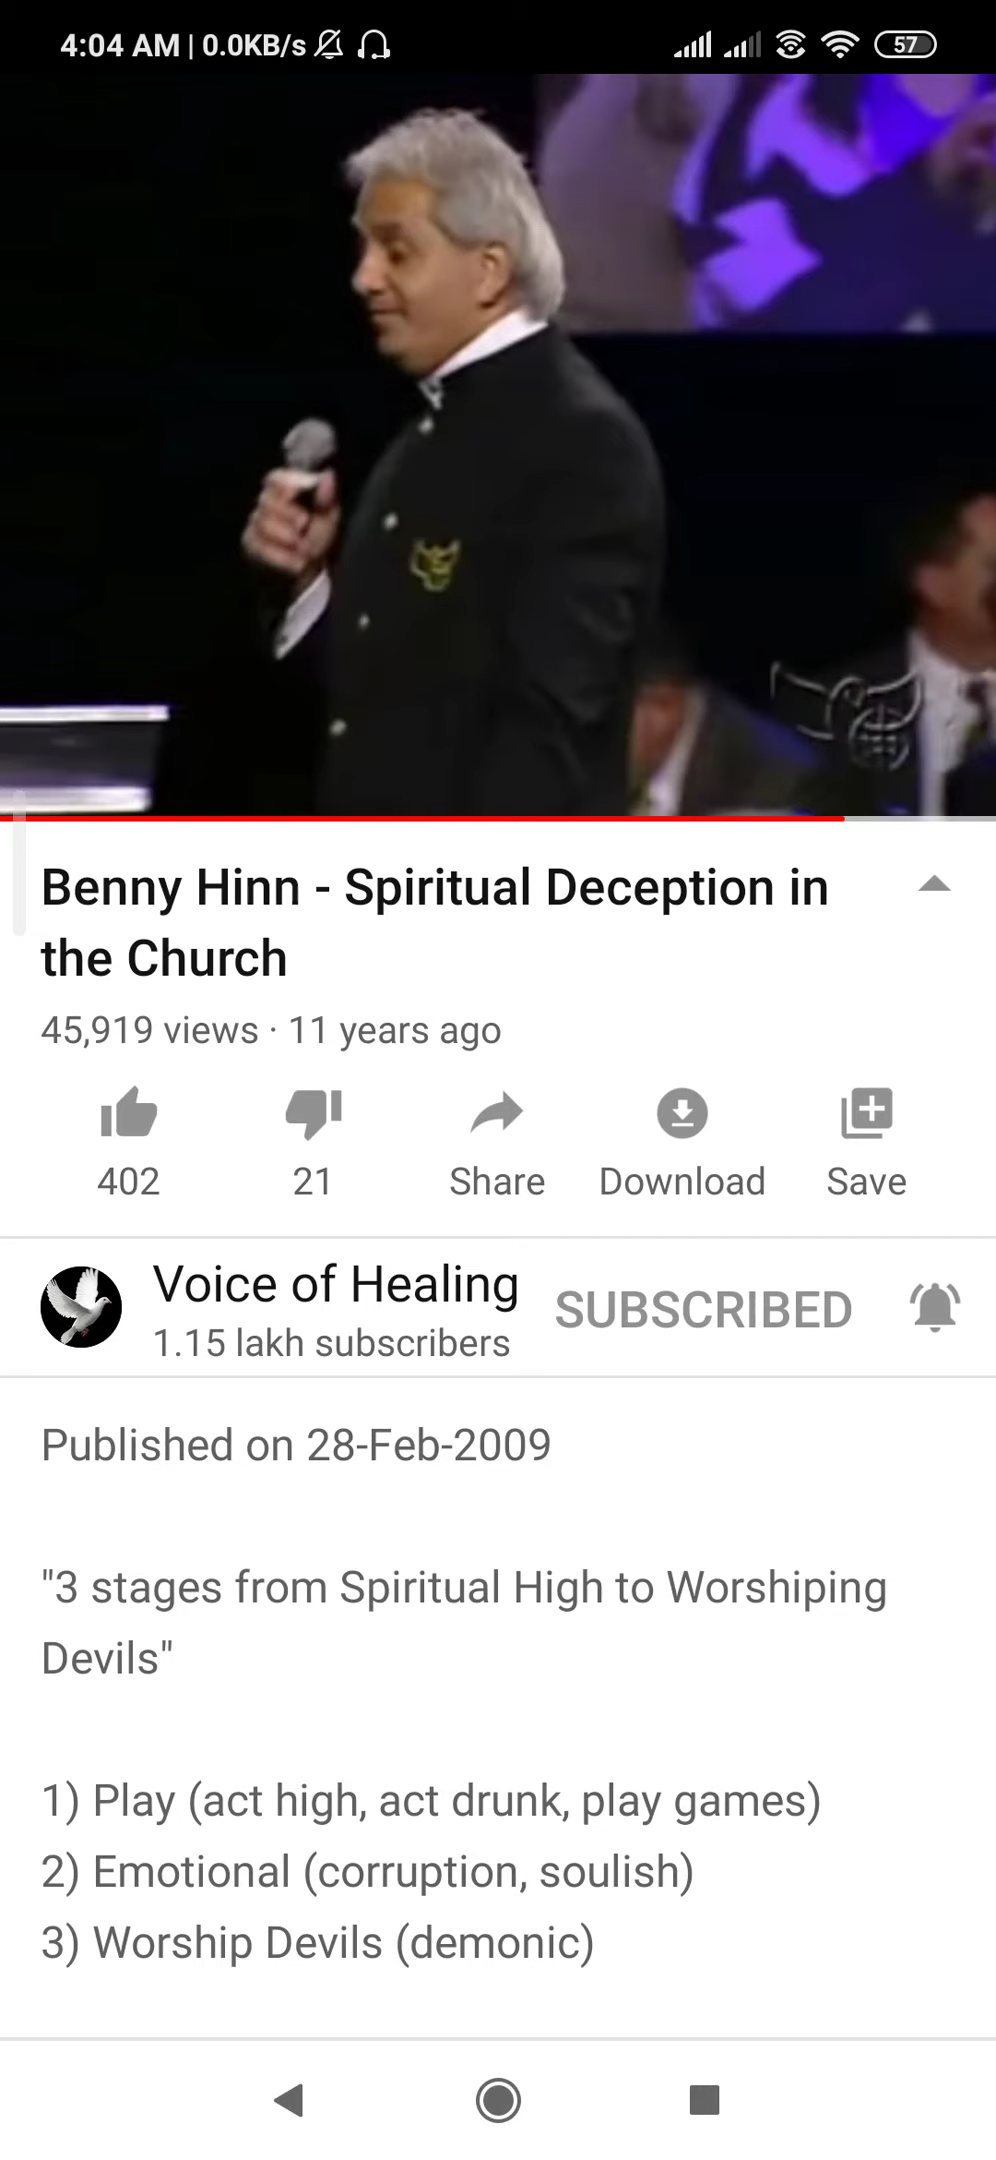 4:04 AM | 0.0KB/s
57
Benny Hinn - Spiritual Deception in
the Church
45,919 views · 11 years ago
402
21
Share
Download
Save
Voice of Healing
1.15 lakh subscribers
SUBSCRIBED
Published on 28-Feb-2009
"3 stages from Spiritual High to Worshiping
Devils"
1) Play (act high, act drunk, play games)
2) Emotional (corruption, soulish)
3) Worship Devils (demonic)